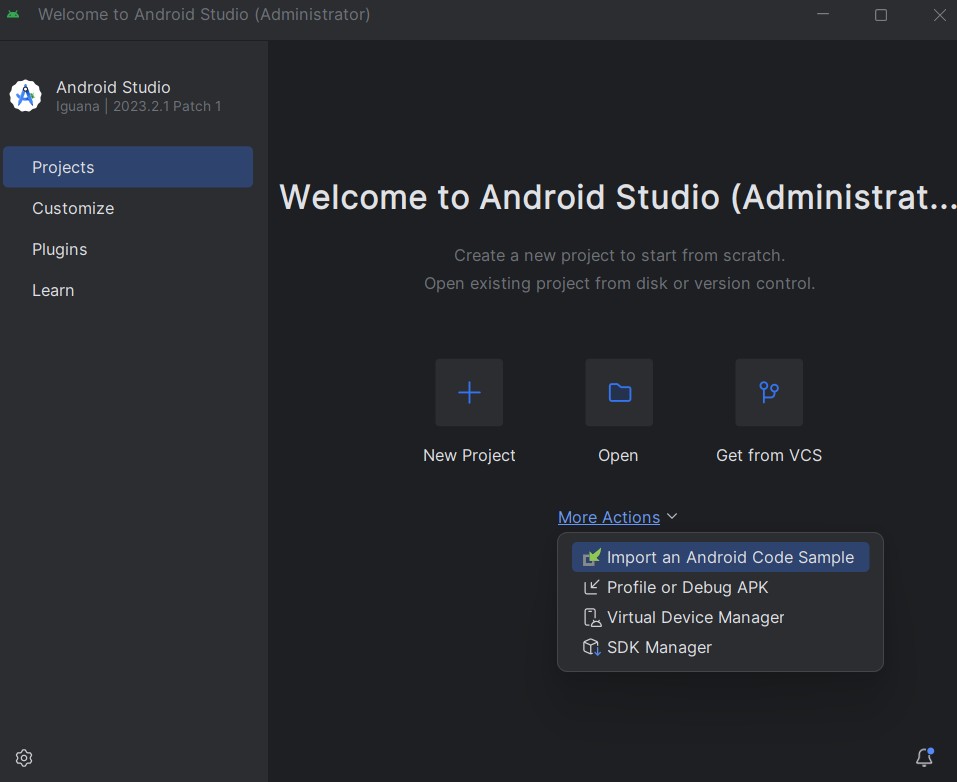 Welcome to Android Studio (Administrator)
Android Studio
Iguana | 2023.2.1 Patch 1
Projects
Customize
Plugins
Learn
Welcome to Android Studio (Administrat...
Create a new project to start from scratch.
Open existing project from disk or version control.
New Project
Open
Get from VCS
More Actions
Import an Android Code Sample
Profile or Debug APK
Virtual Device Manager
SDK Manager